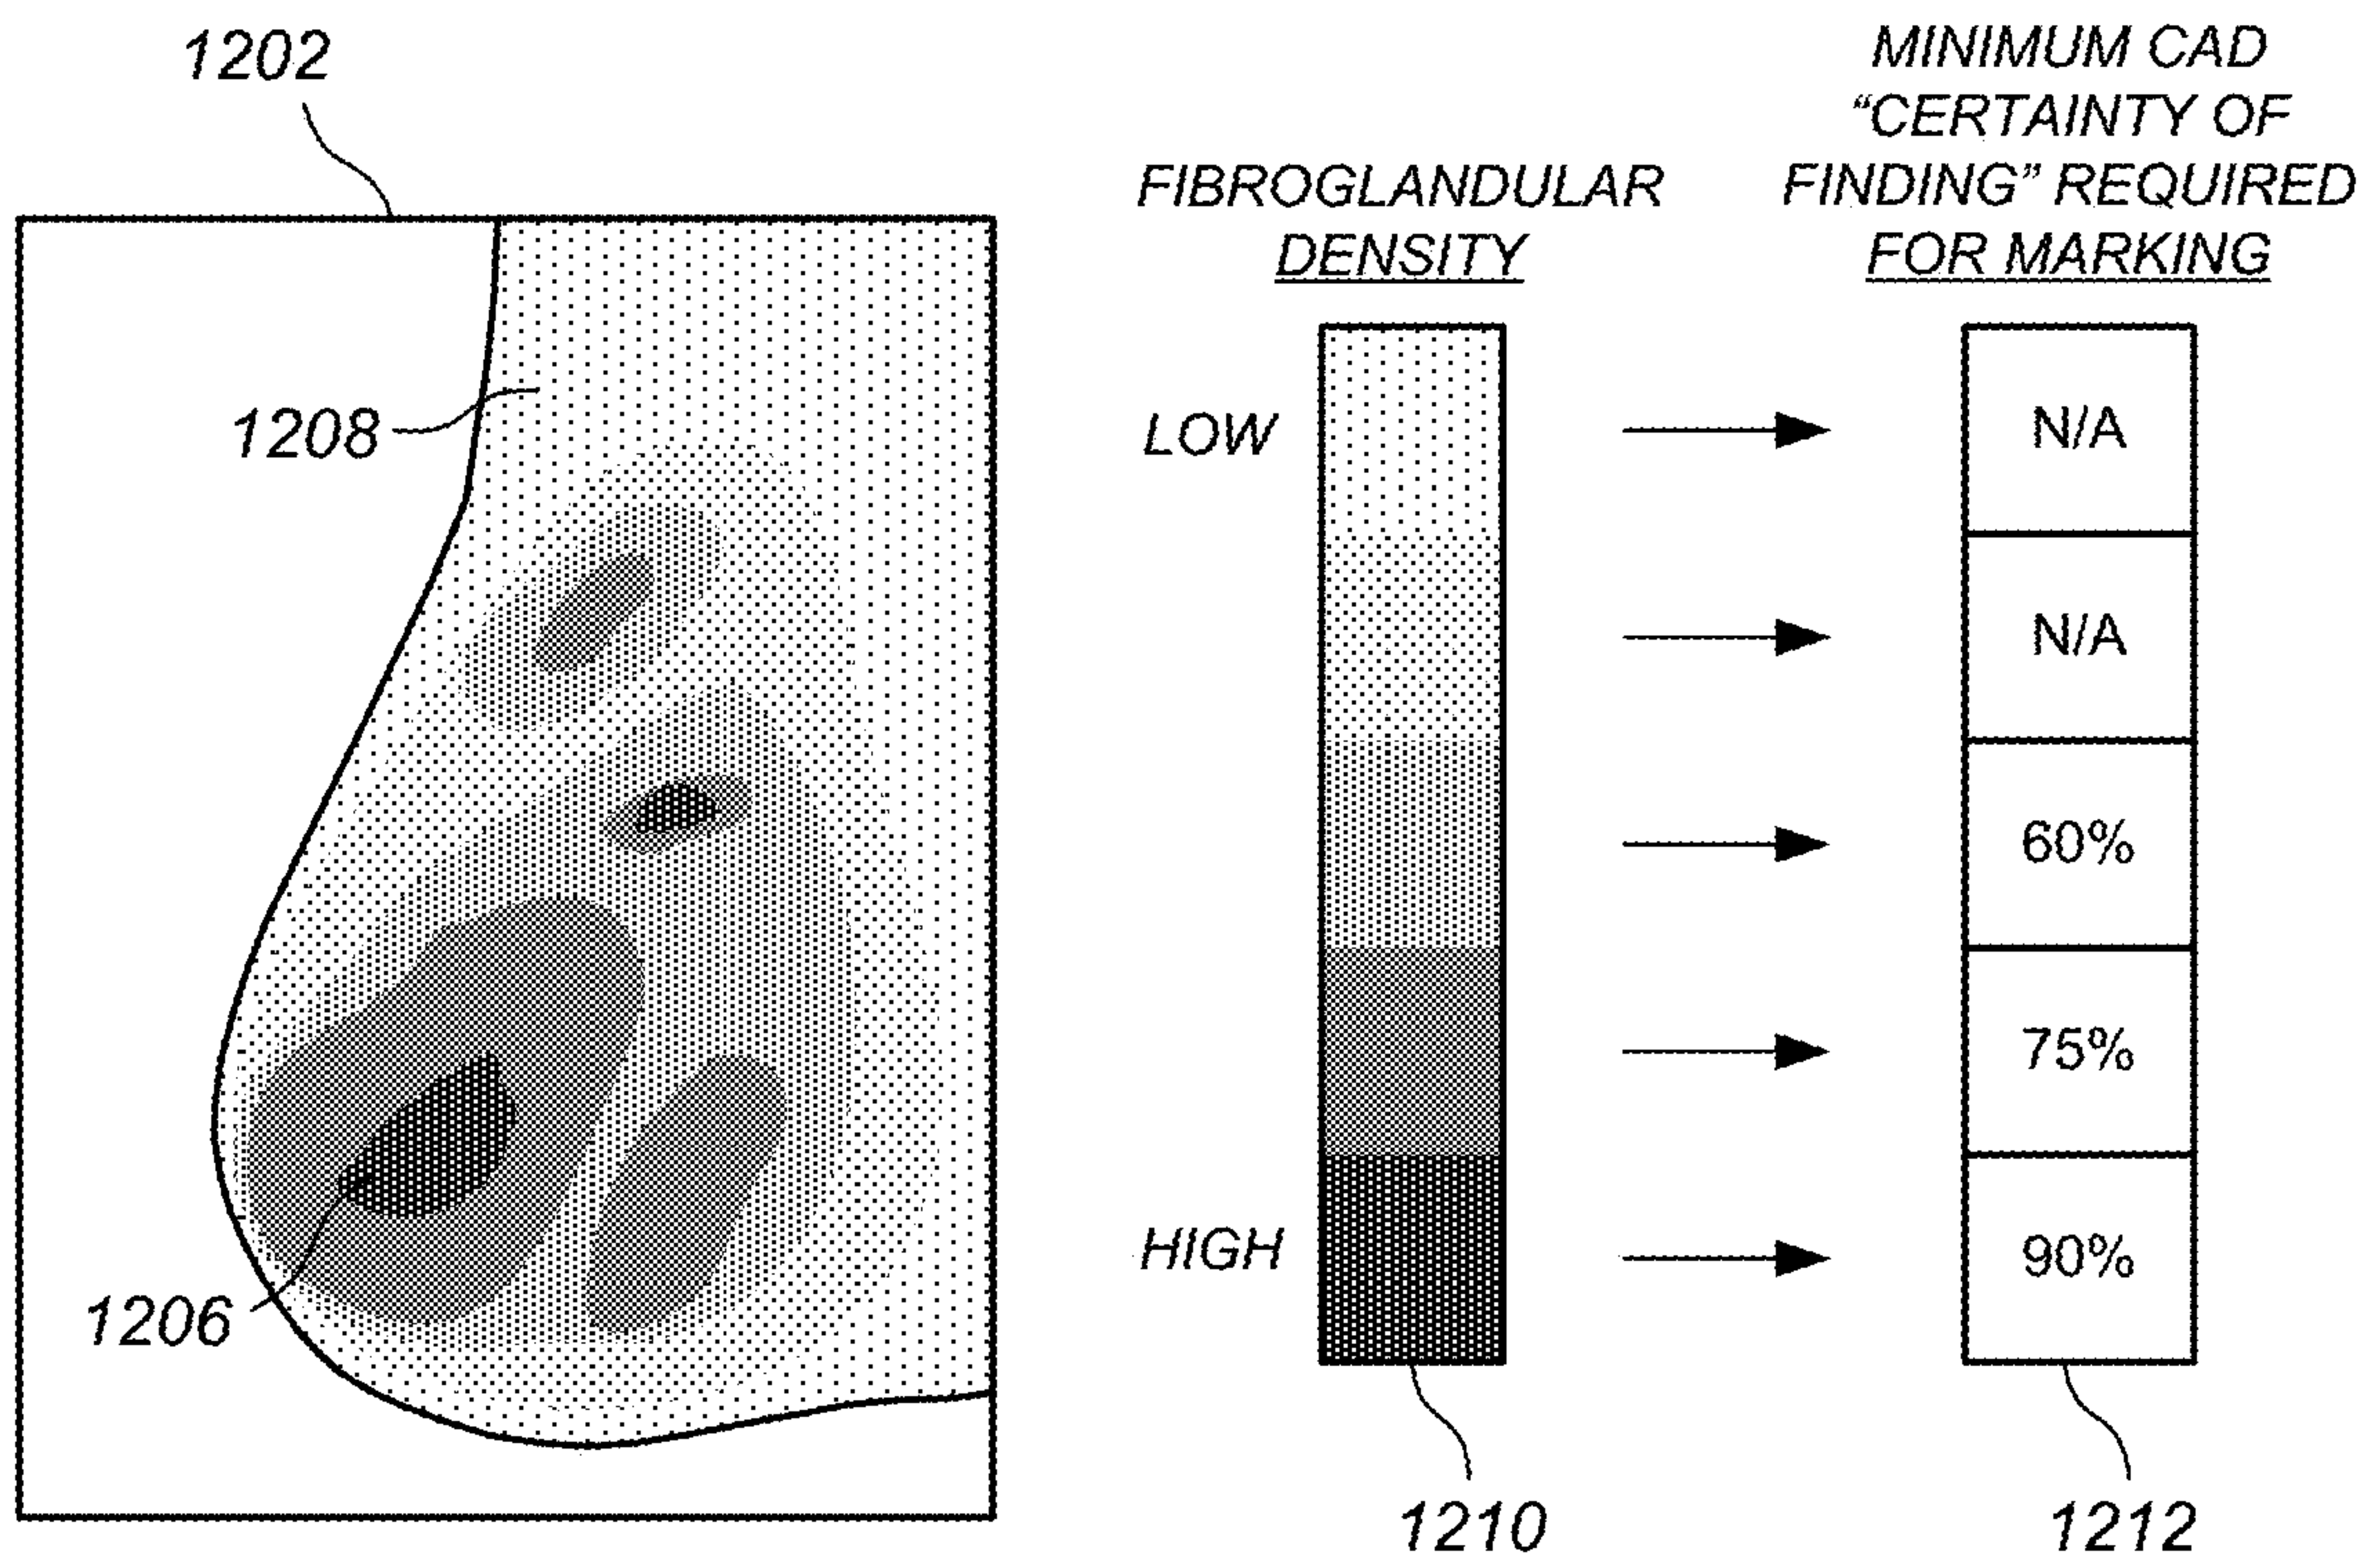 1202
1208
1206
FIBROGLANDULAR
DENSITY
LOW
HIGH
1210
MINIMUM CAD
“CERTAINTY OF
FINDING” REQUIRED
FOR MARKING
N/A
N/A
60%
75%
90%
1212